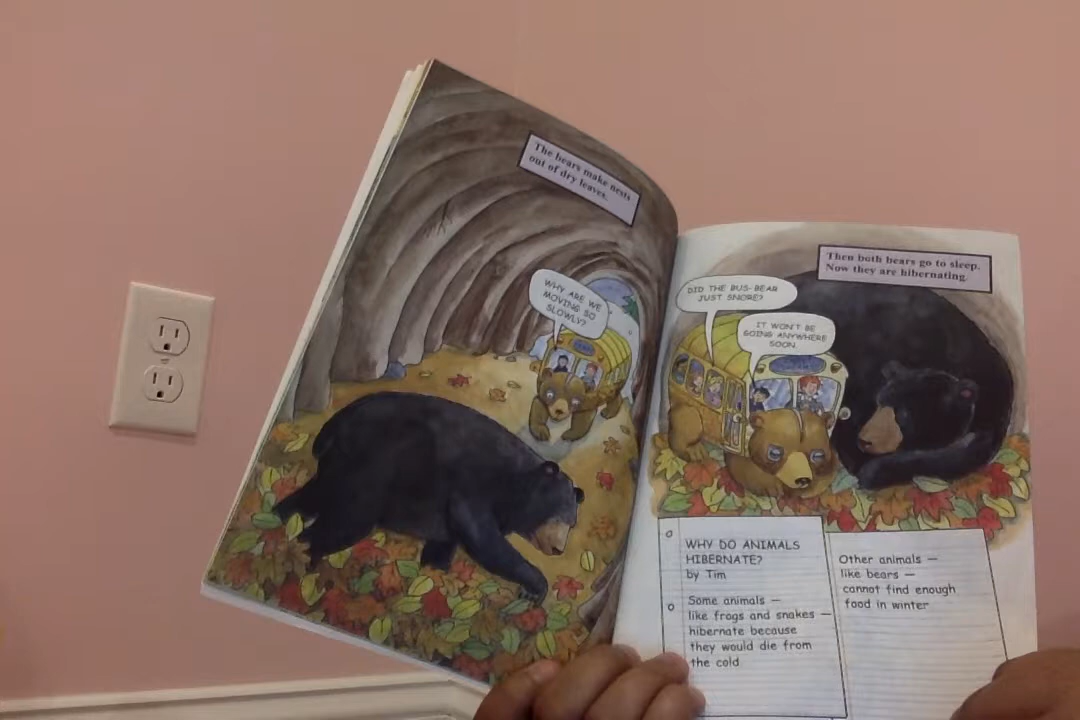 The bears make nests
out of dry leaves.
WHY ARE WE
MOVING SO
SLOWLY?
Then both bears go to sleep.
Now they are hibernating.
DID THE BUS-BEAR
JUST SNORE?
IT WON'T BE
GOING ANYWHERE
SOON.
WHY DO ANIMALS
HIBERNATE?
by Tim
Some animals —
like frogs and snakes —
hibernate because
they would die from
the cold
Other animals —
like bears —
cannot find enough
food in winter